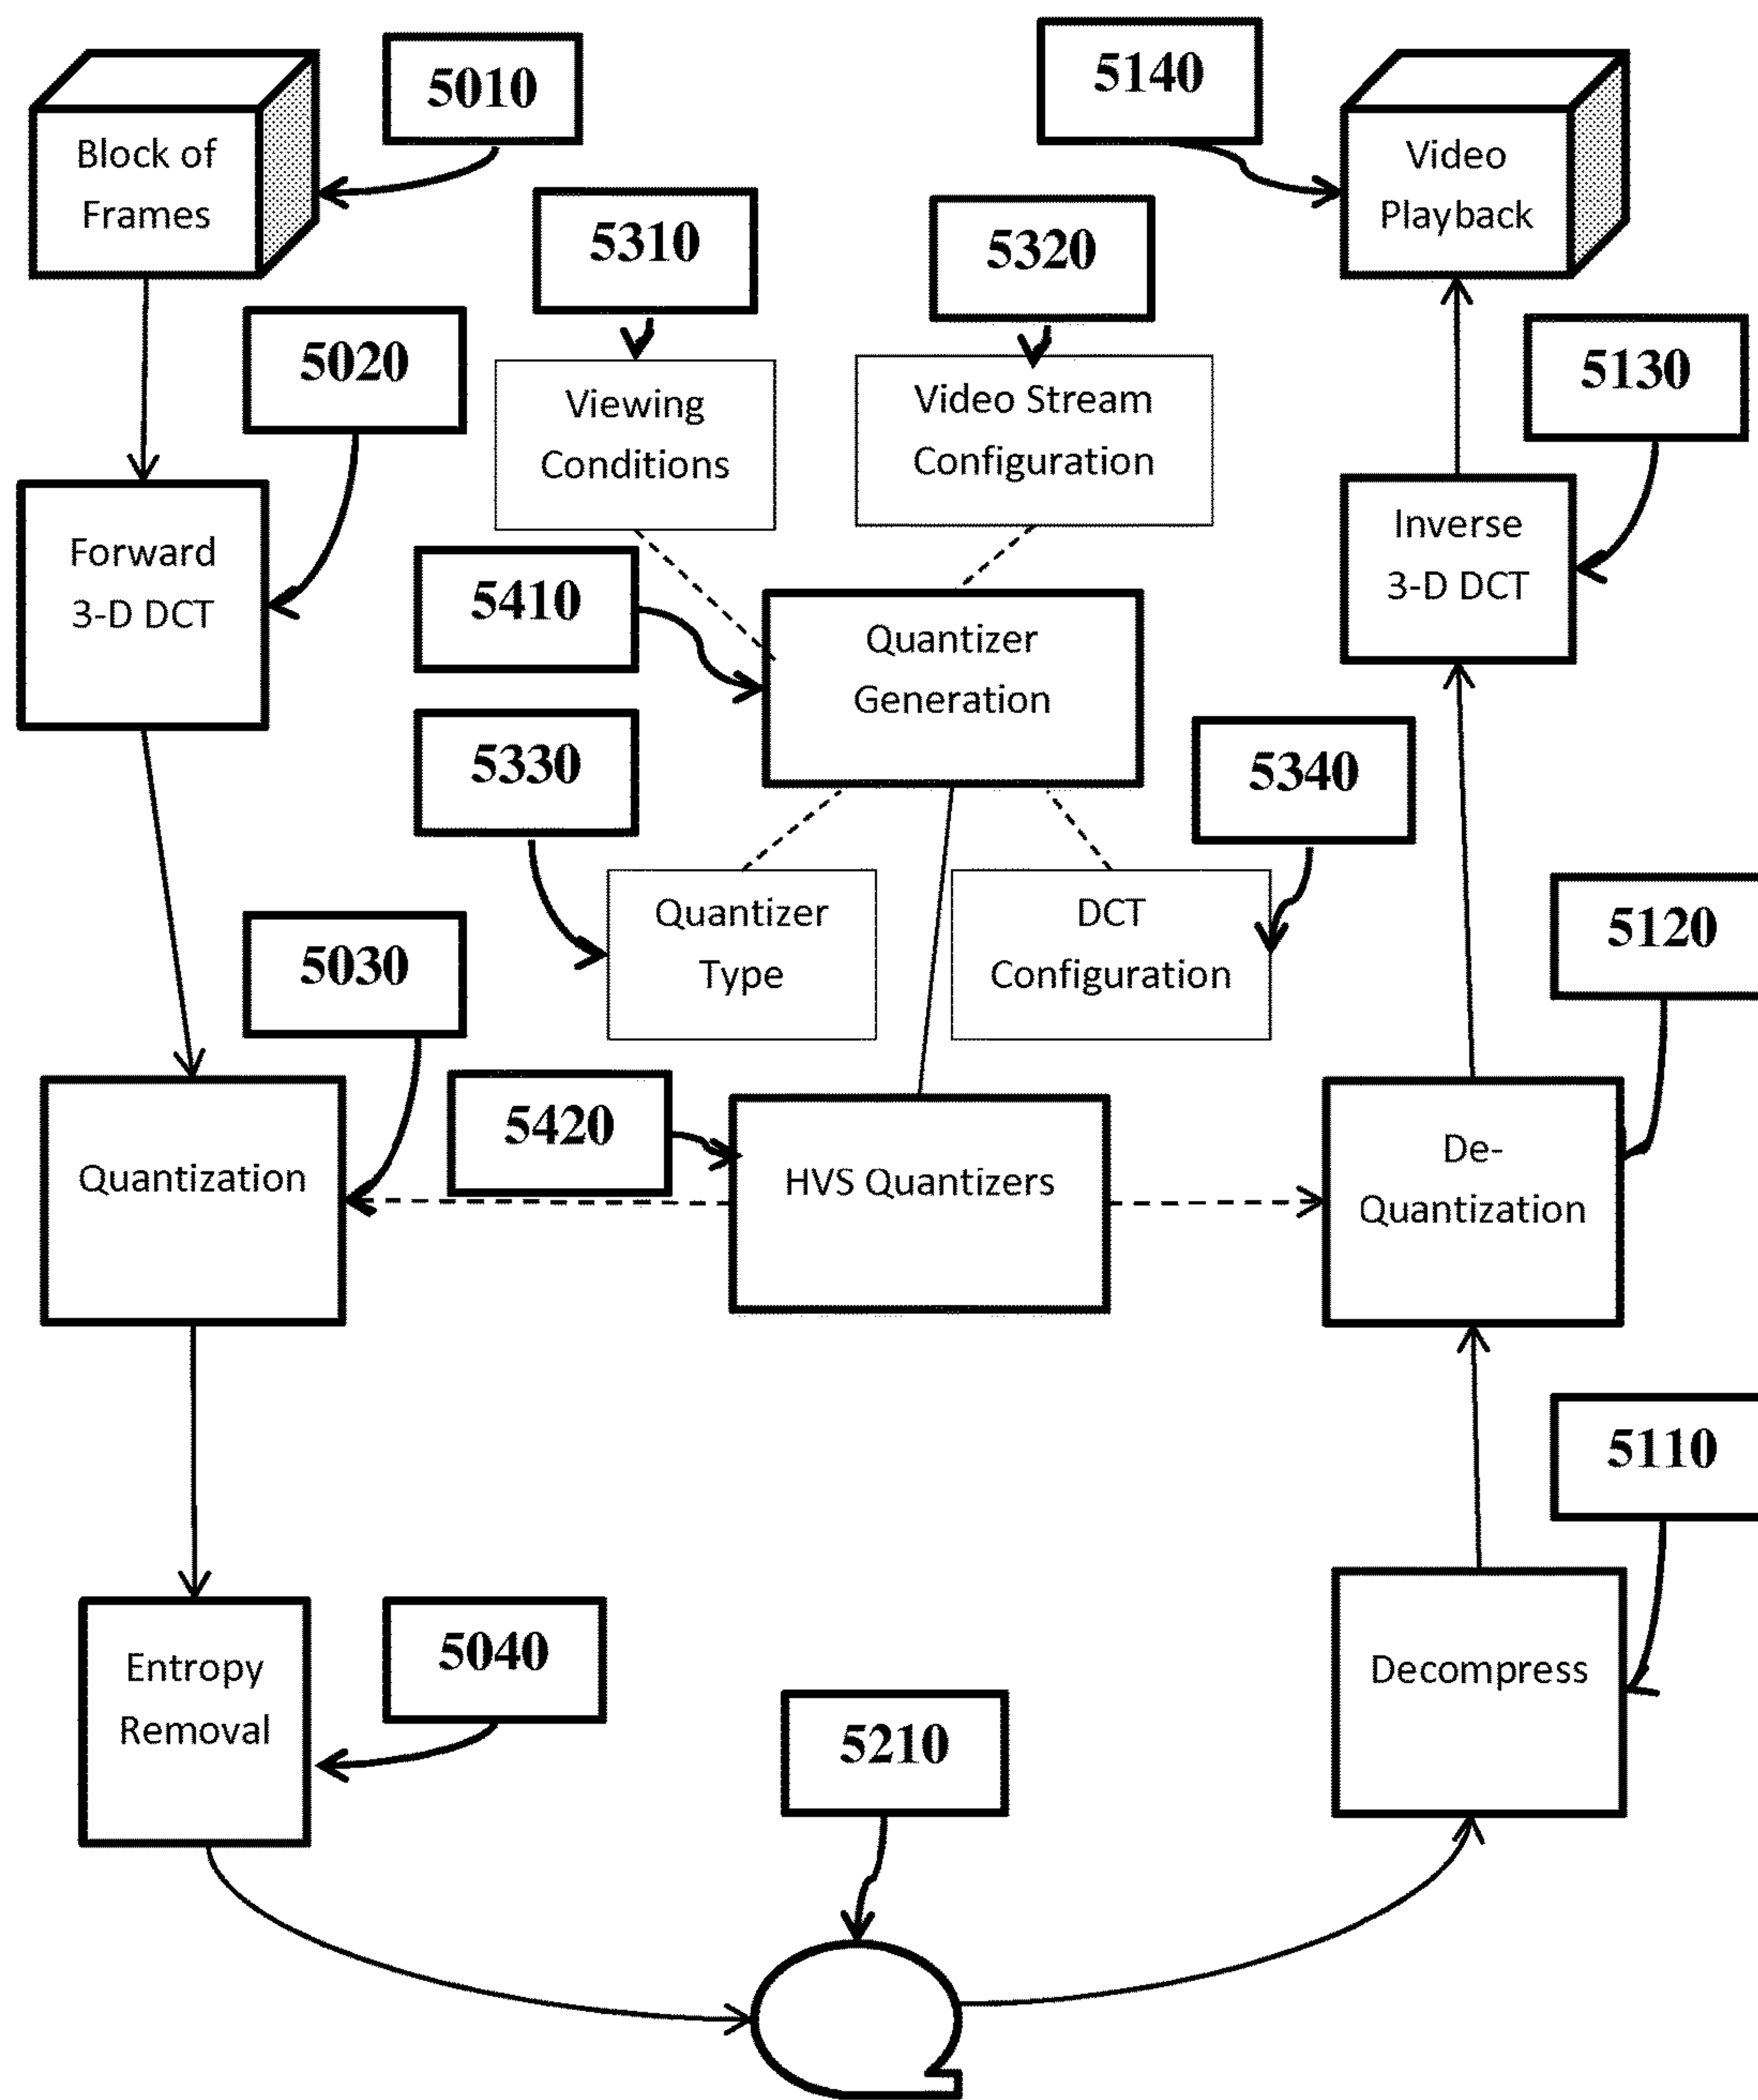 5010
5140
Block of
Frames
Video
Playback
5310
5320
5020
5130
Viewing
Conditions
Video Stream
Configuration
Forward
3-D DCT
Inverse
3-D DCT
5410
Quantizer
Generation
5330
5340
Quantizer
Type
DCT
Configuration
5030
5120
5420
Quantization
HVS Quantizers
De-
Quantization
5110
5040
Entropy
Removal
Decompress
5210